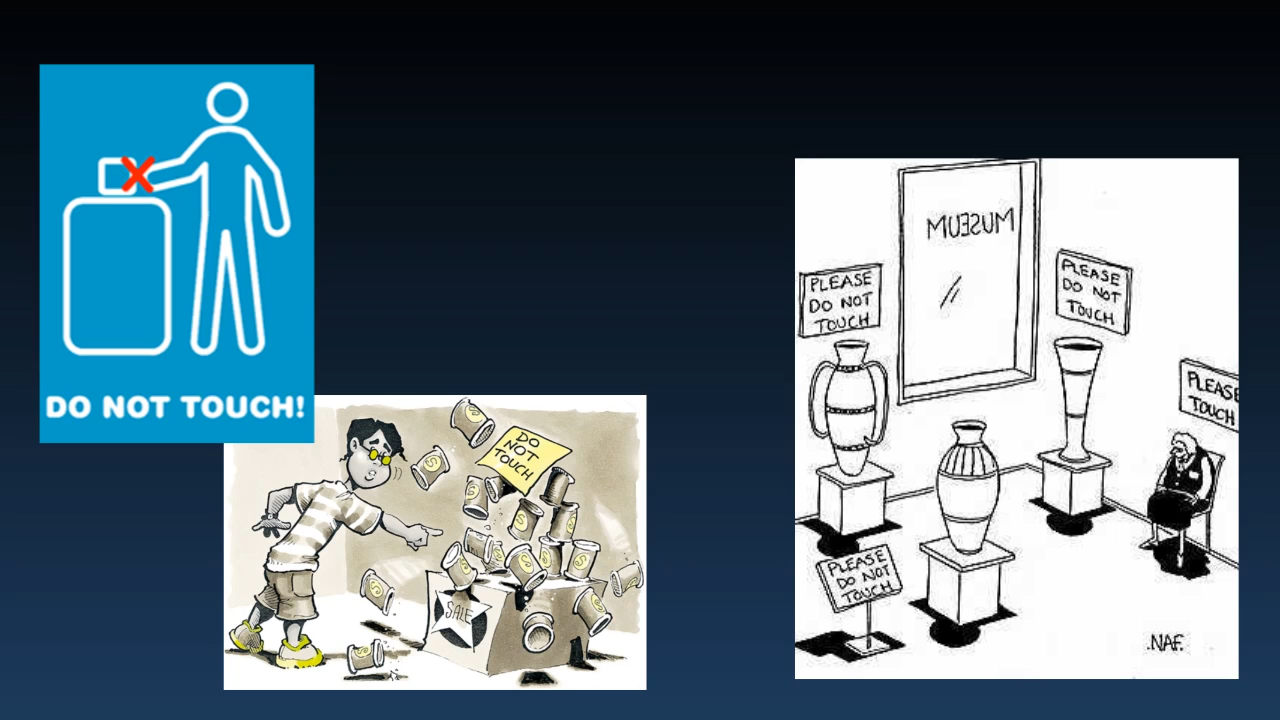 DO NOT TOUCH!
DO
NOT
TOUCH
SALE
$
$
$
$
$
$
$
$
$
$
$
$
MUSEUM
PLEASE
DO NOT
TOUCH
PLEASE
DO NOT
TOUCH
PLEASE
TOUCH
PLEASE
DO NOT
TOUCH
.NAF.